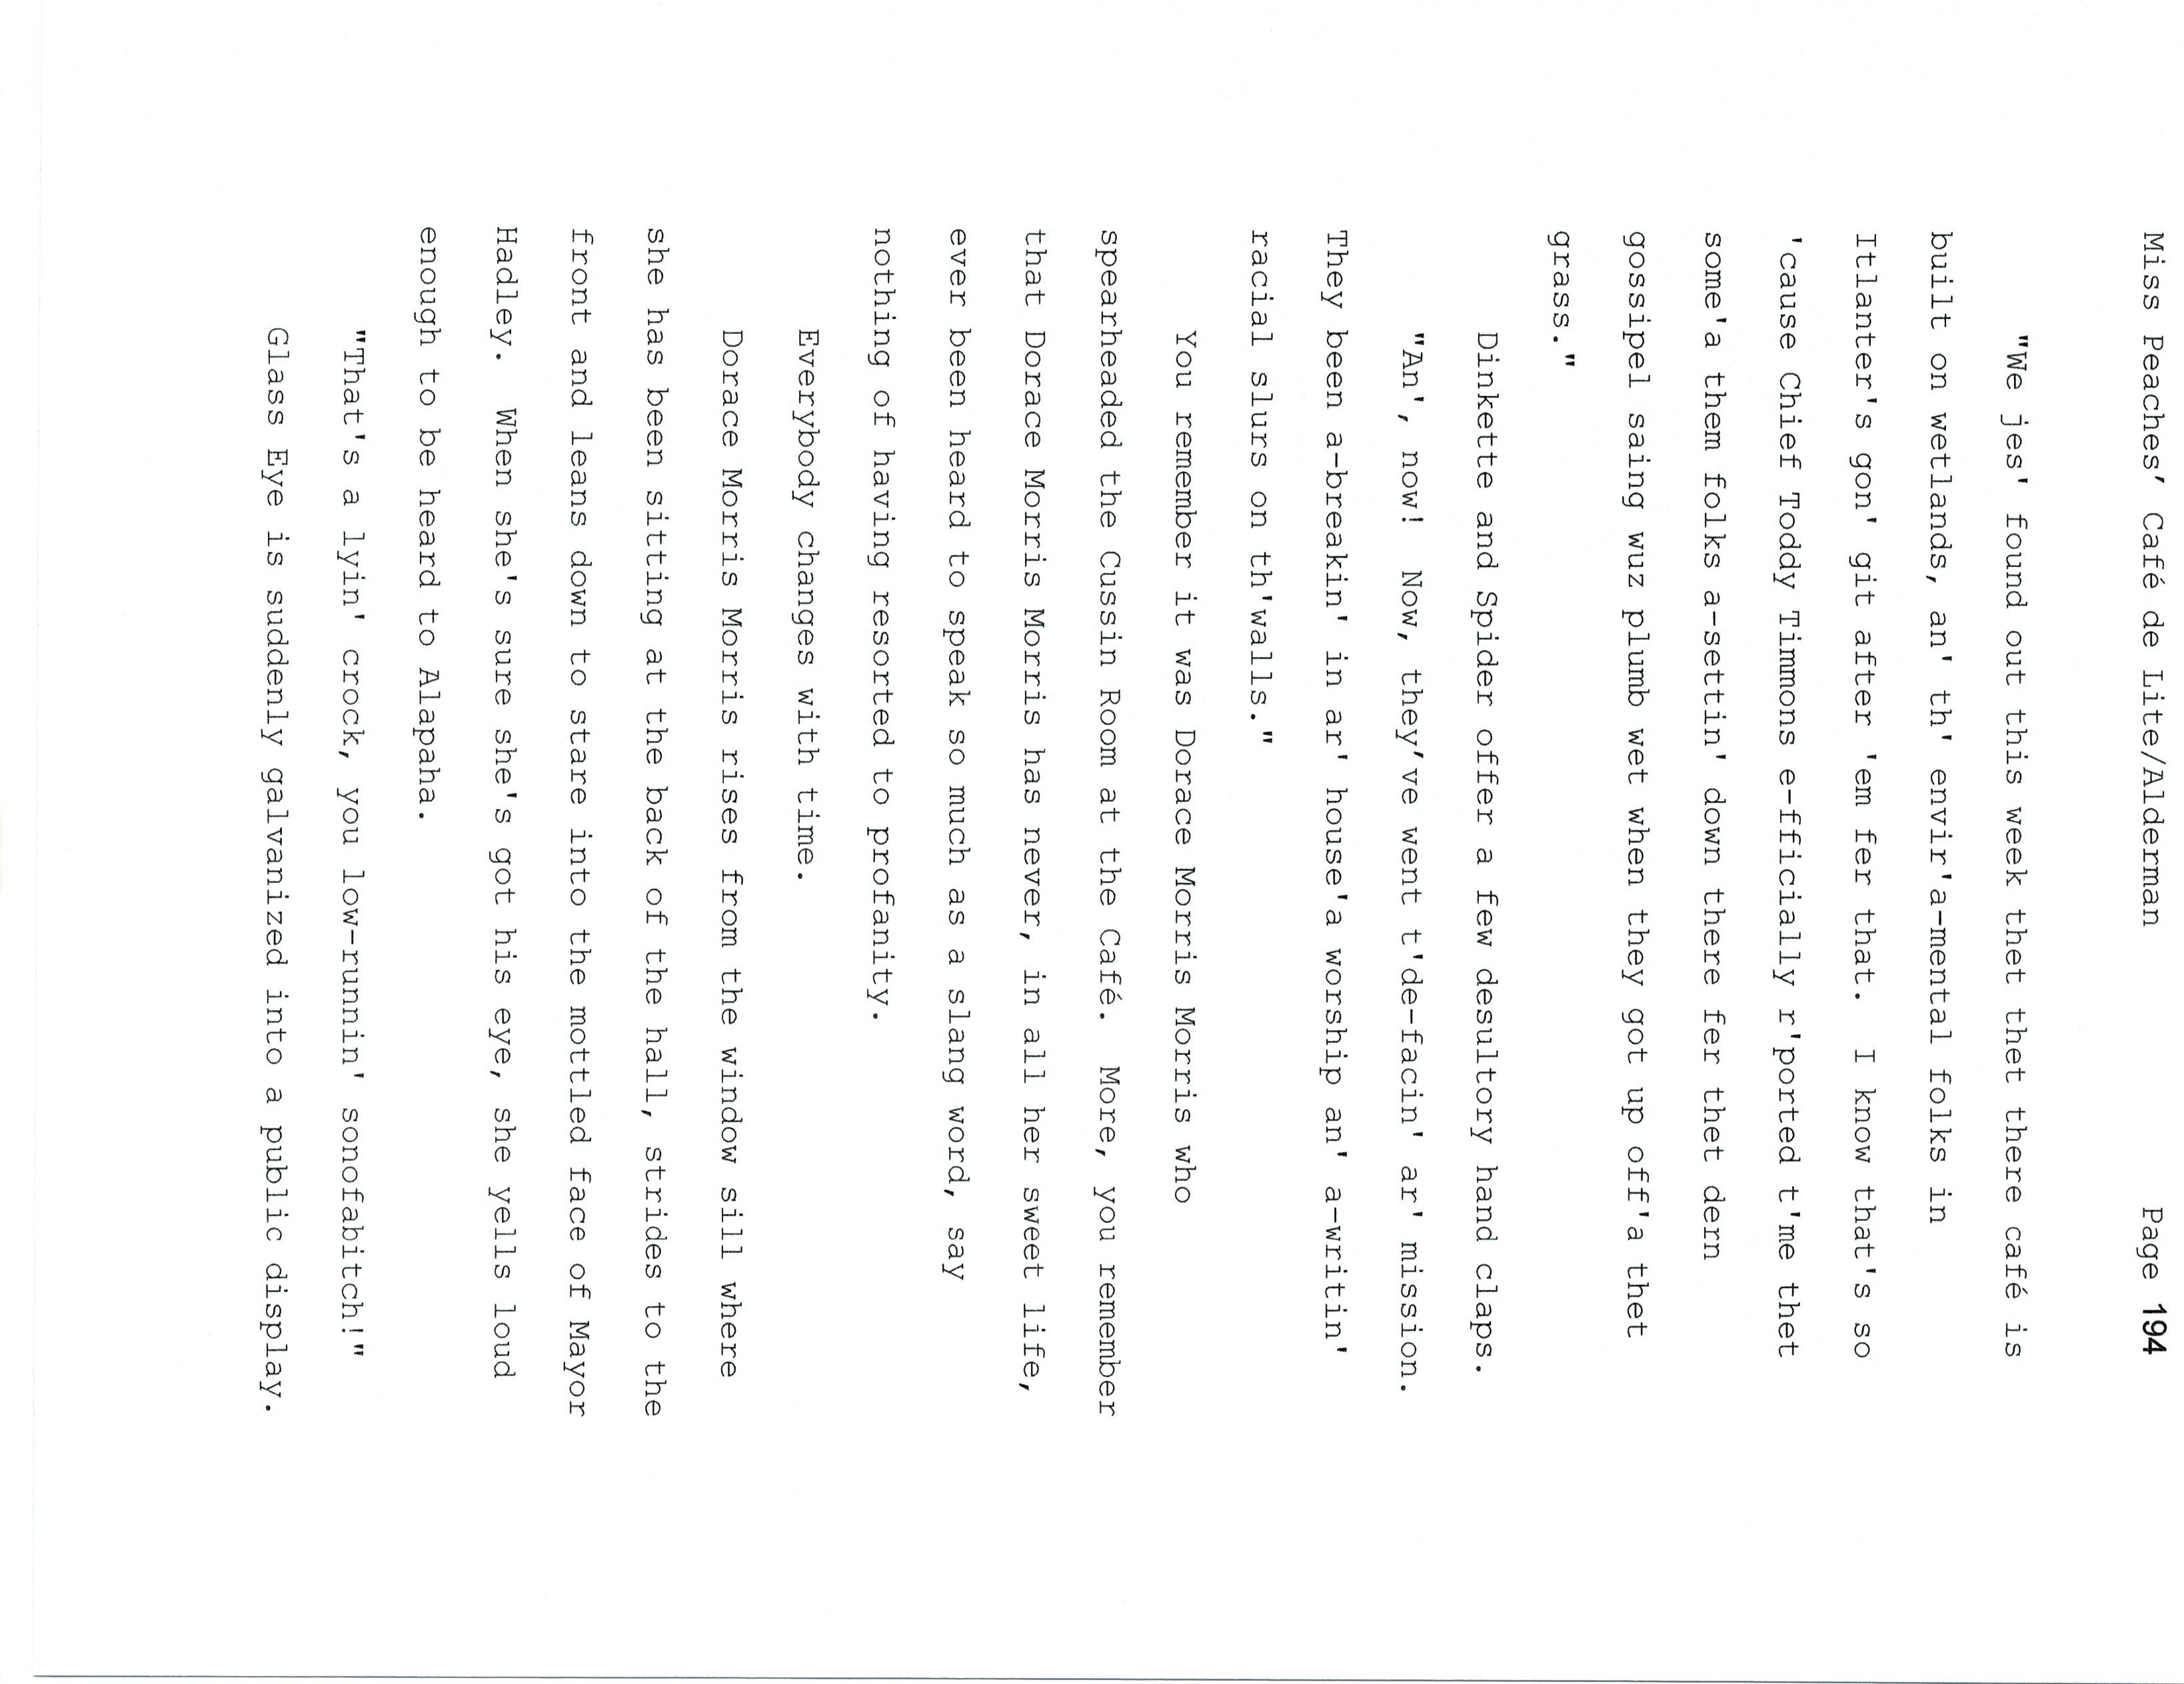 Miss Peaches’ Café de Lite/Alderman Page 194
"We jes' found out this week thet thet there café is
built on wetlands, an' th' envir'a-mental folks in
Itlanter's gon' git after 'em fer that.  I know that's so
'cause Chief Toddy Timmons e-fficially r'ported t'me thet
some'a them folks a-settin' down there fer thet dern
gossipel saing wuz plumb wet when they got up off'a thet
grass."
Dinkette and Spider offer a few desultory hand claps.
"An', now!  Now, they’ve went t'de-facin' ar' mission.
They been a-breakin' in ar' house'a worship an' a-writin'
racial slurs on th'walls."
You remember it was Dorace Morris Morris who
spearheaded the Cussin Room at the Café.  More, you remember
that Dorace Morris Morris has never, in all her sweet life,
ever been heard to speak so much as a slang word, say
nothing of having resorted to profanity.
Everybody changes with time.
Dorace Morris Morris rises from the window sill where
she has been sitting at the back of the hall, strides to the
front and leans down to stare into the mottled face of Mayor
Hadley.  When she's sure she's got his eye, she yells loud
enough to be heard to Alapaha.
"That's a lyin' crock, you low-runnin' sonofabitch!"
Glass Eye is suddenly galvanized into a public display.